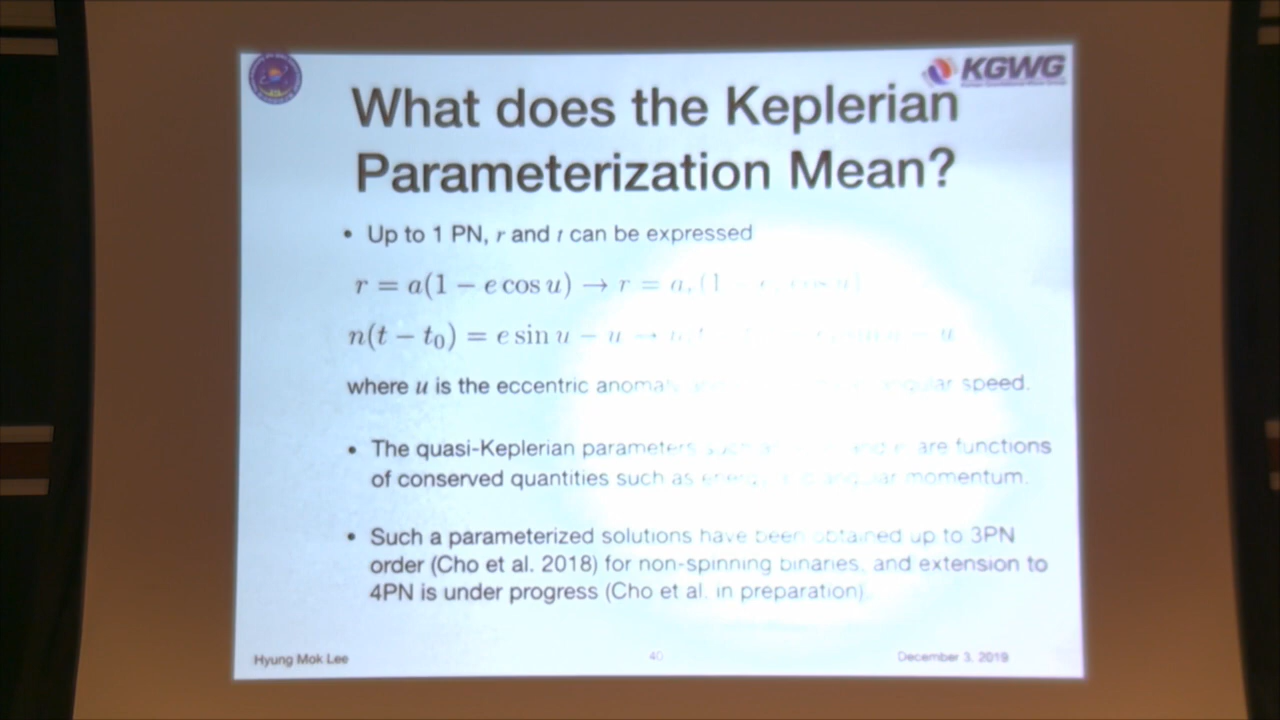 KGWG
What does the Keplerian
Parameterization Mean?
• Up to 1 PN, r and t can be expressed
r = a(1 − e cos u) → r = a
n(t − t₀) = e sin u − u → − u
where u is the eccentric angular speed.
• The quasi-Keplerian parameters are functions
of conserved quantities such as energy angular momentum.
• Such a parameterized solutions have been obtained up to 3PN
order (Cho et al. 2018) for non-spinning binaries, and extension to
4PN is under progress (Cho et al. in preparation).
Hyung Mok Lee
40
December 3, 2019